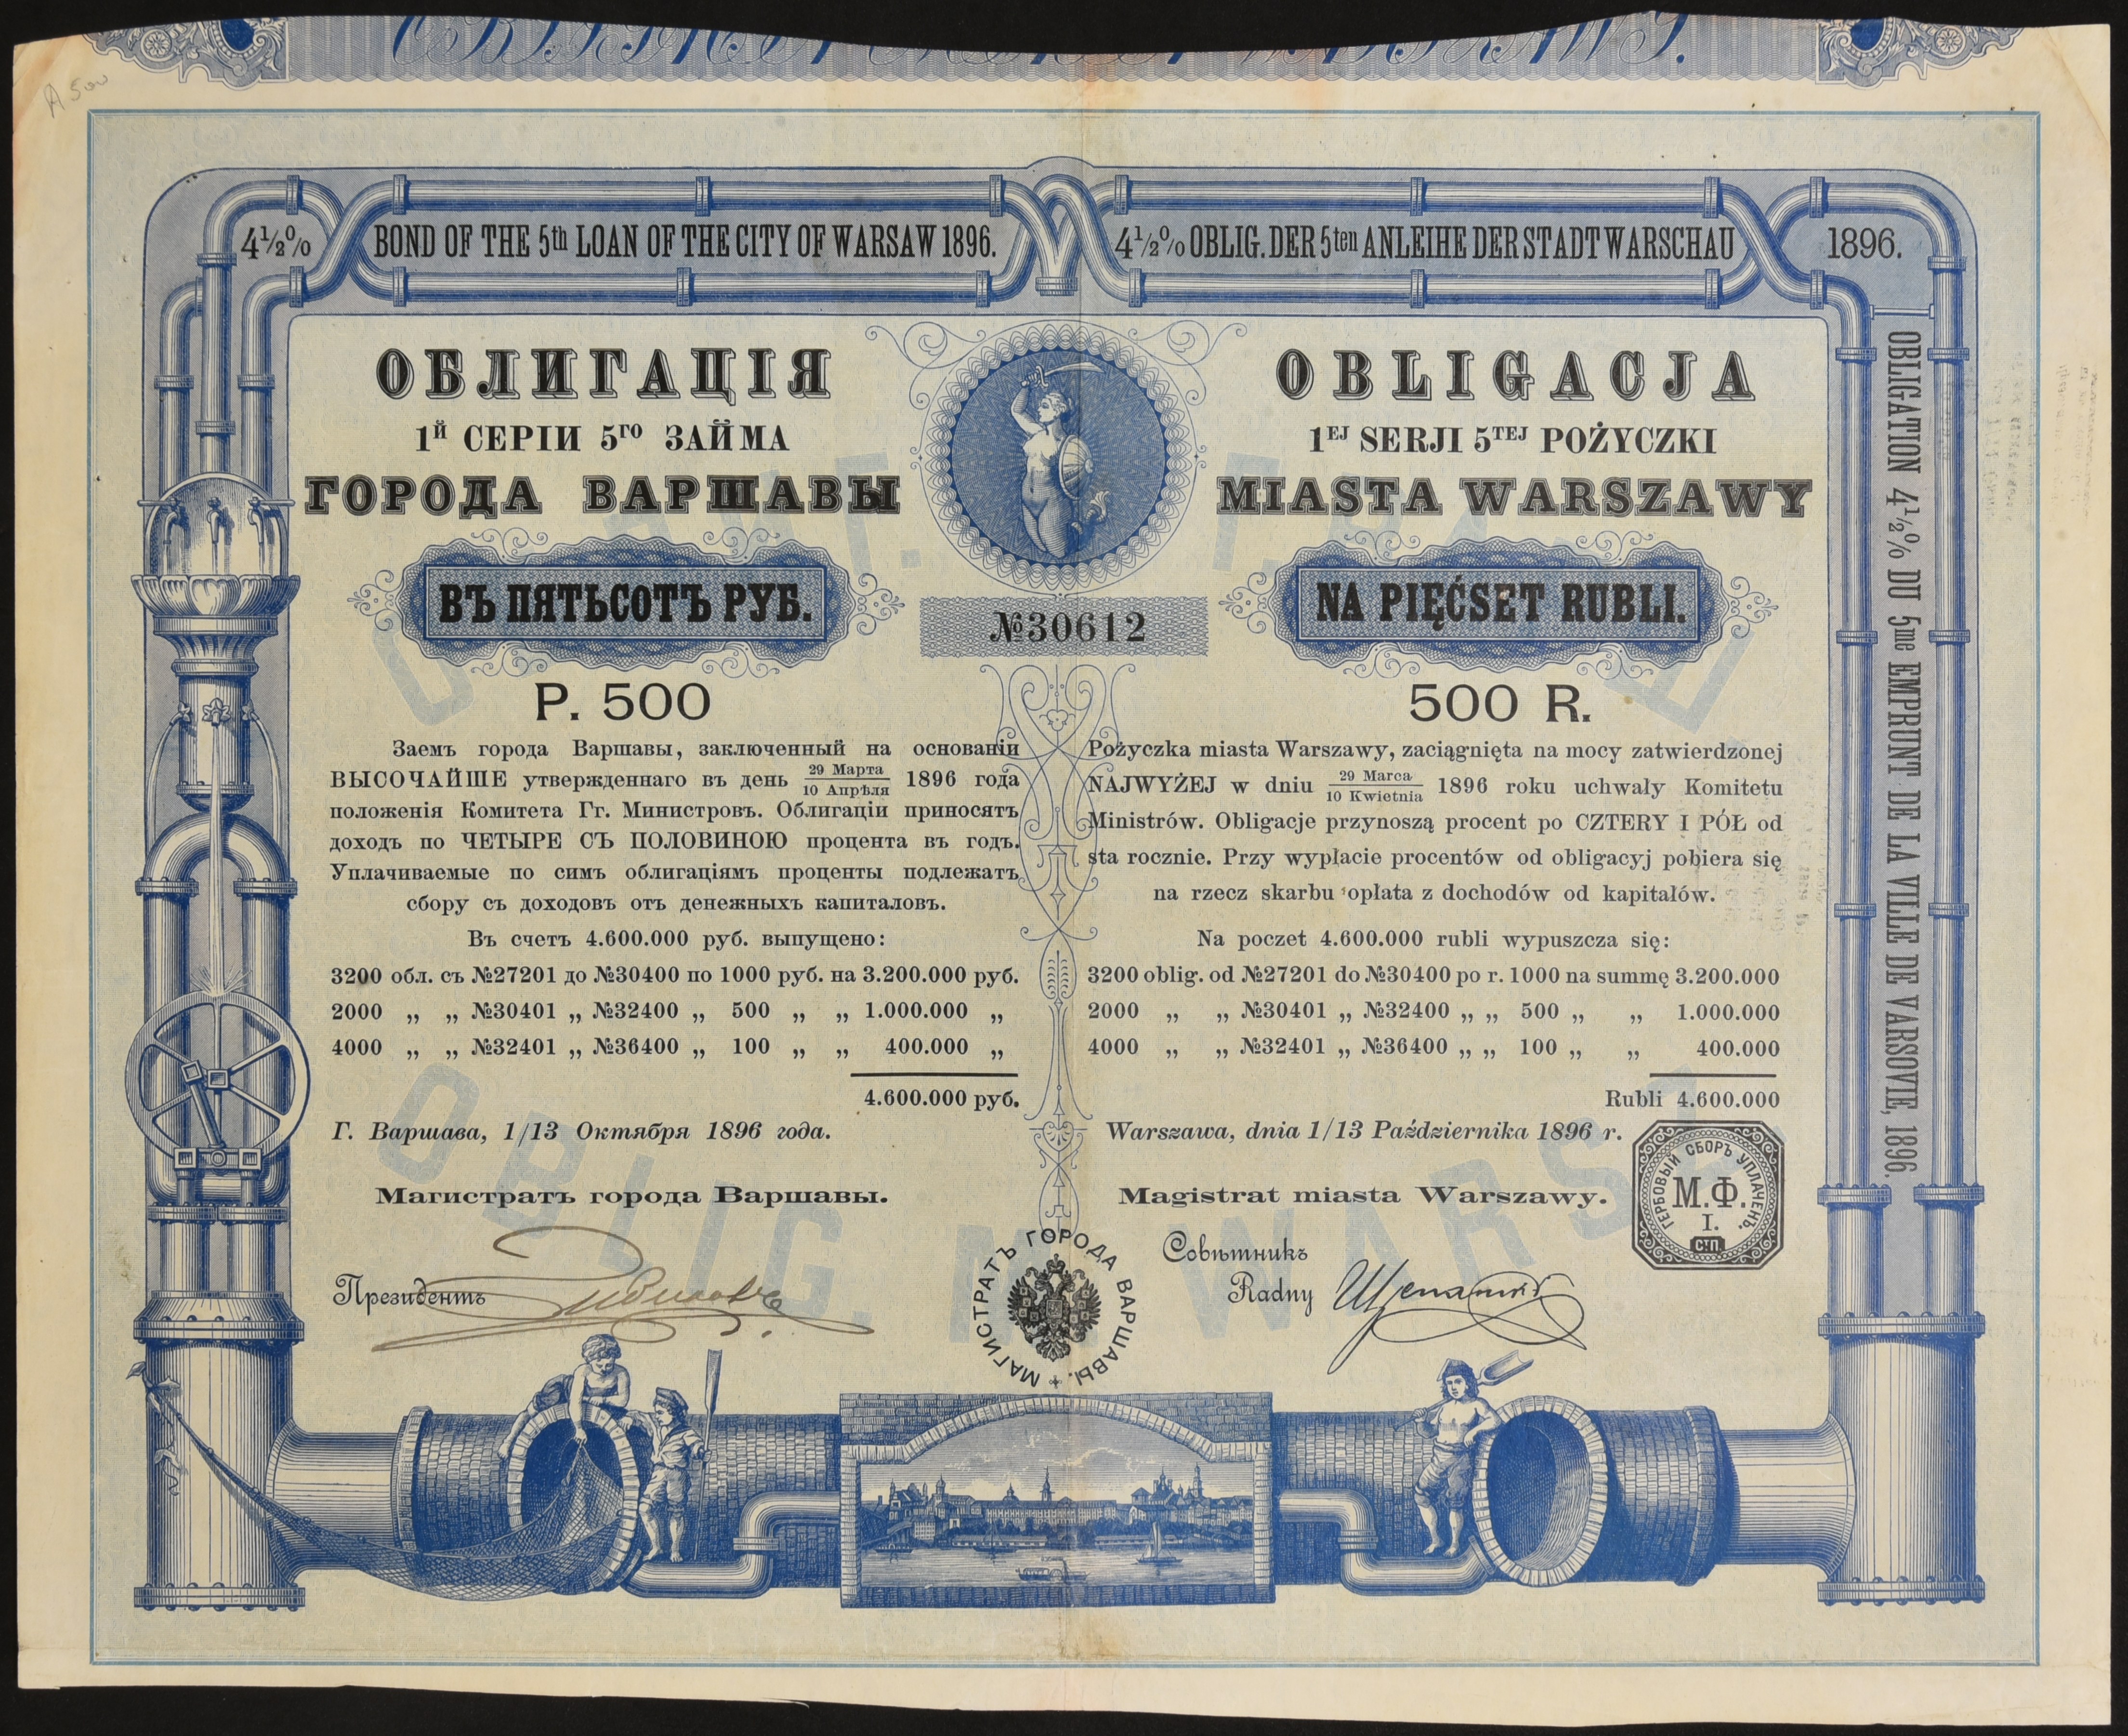 A 500
4½%
BOND OF THE 5th LOAN OF THE CITY OF WARSAW 1896.
4½% OBLIG. DER 5ten ANLEIHE DER STADT WARSCHAU
1896.
OBLIGATION 4½% DU 5me EMPRUNT DE LA VILLE DE VARSOVIE, 1896.
ОБЛИГАЦІЯ
1Й СЕРІИ 5ГО ЗАЙМА
ГОРОДА ВАРШАВЫ
ВЪ ПЯТЬСОТЪ РУБ.
Р. 500
Заемъ города Варшавы, заключенный на основаніи
ВЫСОЧАЙШЕ утвержденнаго въ день 29 Марта/10 Апрѣля 1896 года
положенія Комитета Гг. Министровъ. Облигаціи приносятъ
доходъ по ЧЕТЫРЕ СЪ ПОЛОВИНОЮ процента въ годъ.
Уплачиваемые по симъ облигаціямъ проценты подлежатъ
сбору съ доходовъ отъ денежныхъ капиталовъ.
Въ счетъ 4.600.000 руб. выпущено:
3200 обл. съ №27201 до №30400 по 1000 руб. на 3.200.000 руб.
2000 „ „ №30401 „ №32400 „ 500 „ „ 1.000.000 „
4000 „ „ №32401 „ №36400 „ 100 „ „ 400.000 „
4.600.000 руб.
Г. Варшава, 1/13 Октября 1896 года.
Магистратъ города Варшавы.
Президентъ
№30612
OBLIGACJA
1EJ SERJI 5TEJ POŻYCZKI
MIASTA WARSZAWY
NA PIĘĆSET RUBLI.
500 R.
Pożyczka miasta Warszawy, zaciągnięta na mocy zatwierdzonej
NAJWYŻEJ w dniu 29 Marca/10 Kwietnia 1896 roku uchwały Komitetu
Ministrów. Obligacje przynoszą procent po CZTERY I PÓŁ od
sta rocznie. Przy wypłacie procentów od obligacyj pobiera się
na rzecz skarbu opłata z dochodów od kapitałów.
Na poczet 4.600.000 rubli wypuszcza się:
3200 oblig. od №27201 do №30400 po r. 1000 na summę 3.200.000
2000 „ „ №30401 „ №32400 „ „ 500 „ „ 1.000.000
4000 „ „ №32401 „ №36400 „ „ 100 „ „ 400.000
Rubli 4.600.000
Warszawa, dnia 1/13 Października 1896 r.
Magistrat miasta Warszawy.
Совѣтникъ
Radny
МАГИСТРАТЪ ГОРОДА ВАРШАВЫ.
ГЕРБОВЫЙ СБОРЪ УПЛАЧЕНЪ.
М.Ф.
I.
С.П.
OBLIG. M. WARSZ.